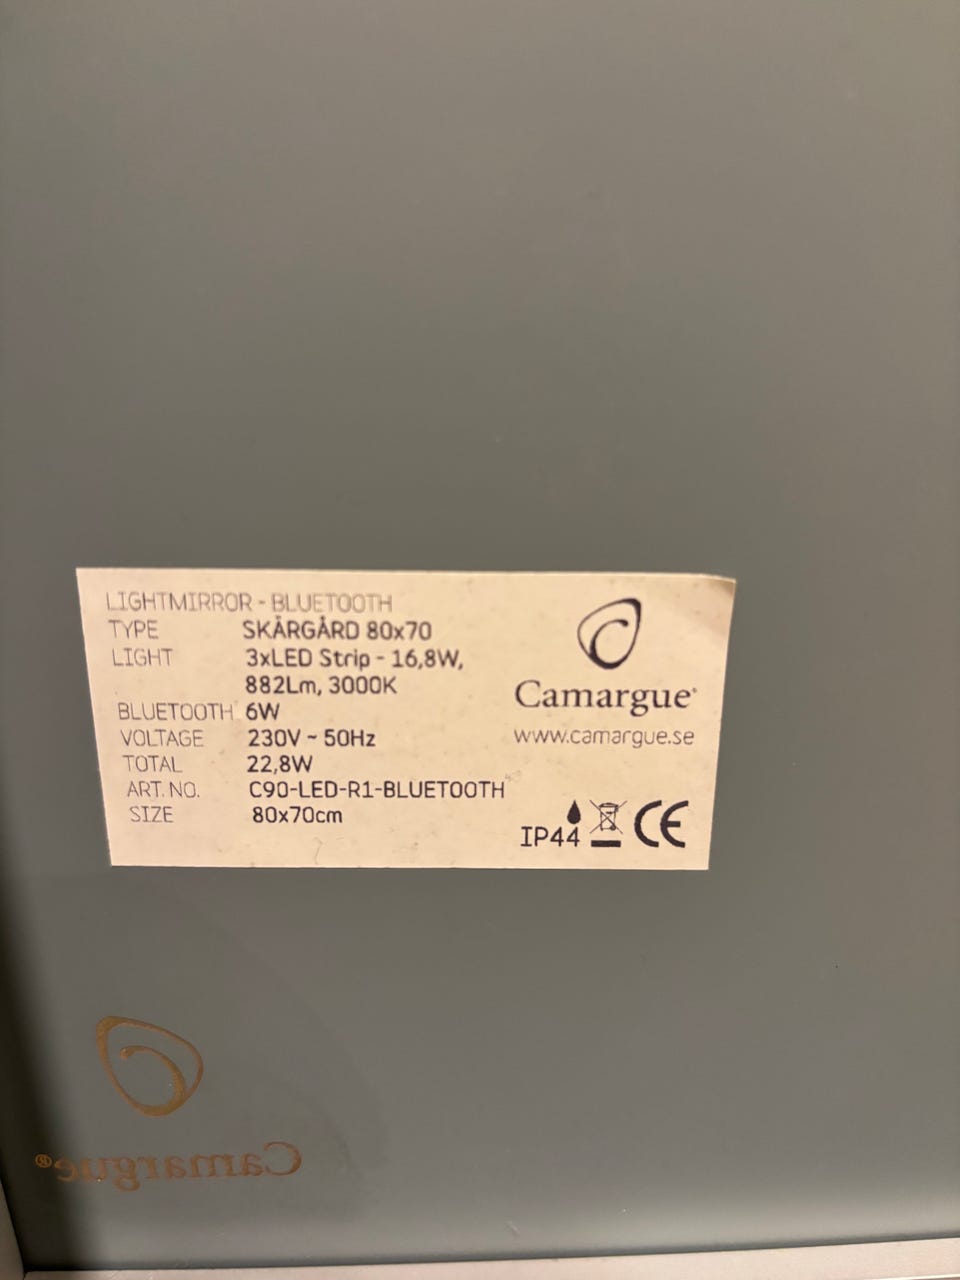 LIGHTMIRROR - BLUETOOTH
TYPE SKÅRGÅRD 80x70
LIGHT 3xLED Strip - 16,8W,
882Lm, 3000K
BLUETOOTH 6W
VOLTAGE 230V ~ 50Hz
TOTAL 22,8W
ART. NO. C90-LED-R1-BLUETOOTH
SIZE 80x70cm
Camargue®
www.camargue.se
IP44 CE
Camargue®